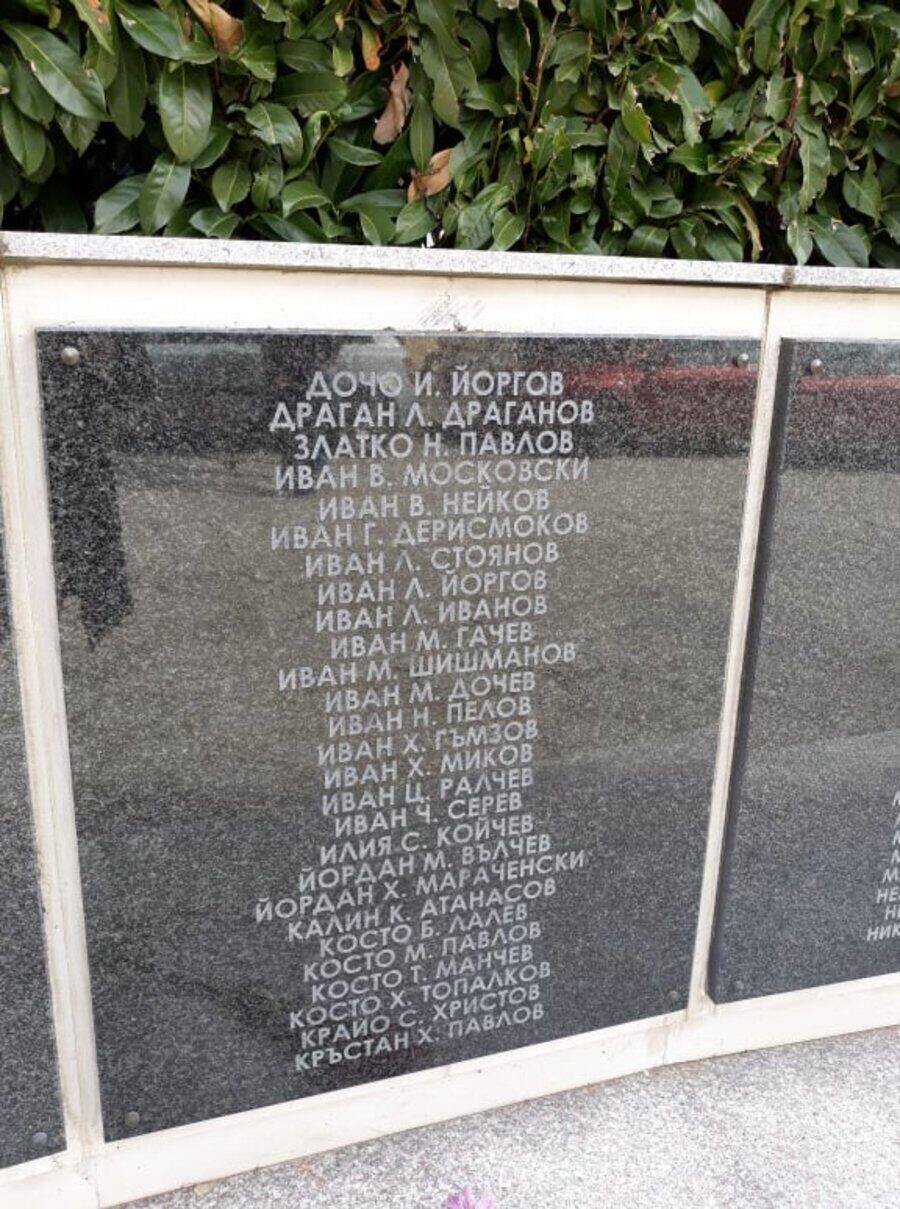 ДОЧО И. ЙОРГОВ
ДРАГАН Л. ДРАГАНОВ
ЗЛАТКО Н. ПАВЛОВ
ИВАН В. МОСКОВСКИ
ИВАН В. НЕЙКОВ
ИВАН Г. ДЕРИСМОКОВ
ИВАН Л. СТОЯНОВ
ИВАН Л. ЙОРГОВ
ИВАН Л. ИВАНОВ
ИВАН М. ГАЧЕВ
ИВАН М. ШИШМАНОВ
ИВАН М. ДОЧЕВ
ИВАН Н. ПЕЛОВ
ИВАН Х. ГЪМЗОВ
ИВАН Х. МИКОВ
ИВАН Ц. РАЛЧЕВ
ИВАН Ч. СЕРЕВ
ИЛИЯ С. КОЙЧЕВ
ЙОРДАН М. ВЪЛЧЕВ
ЙОРДАН Х. МАРАЧЕНСКИ
КАЛИН К. АТАНАСОВ
КОСТО Б. ЛАЛЕВ
КОСТО М. ПАВЛОВ
КОСТО Т. МАНЧЕВ
КОСТО Х. ТОПАЛКОВ
КРАЙО С. ХРИСТОВ
КРЪСТАН Х. ПАВЛОВ